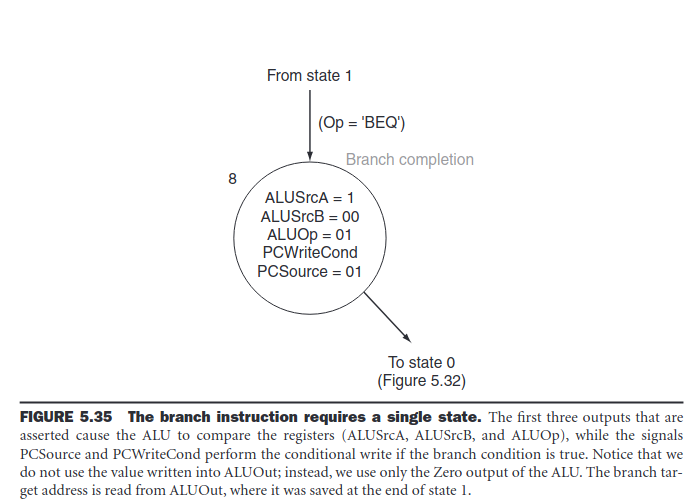 From state 1
(Op = 'BEQ')
Branch completion
8
ALUSrcA = 1
ALUSrcB = 00
ALUOp = 01
PCWriteCond
PCSource = 01
To state 0
(Figure 5.32)
FIGURE 5.35 The branch instruction requires a single state. The first three outputs that are
asserted cause the ALU to compare the registers (ALUSrcA, ALUSrcB, and ALUOp), while the signals
PCSource and PCWriteCond perform the conditional write if the branch condition is true. Notice that we
do not use the value written into ALUOut; instead, we use only the Zero output of the ALU. The branch tar-
get address is read from ALUOut, where it was saved at the end of state 1.